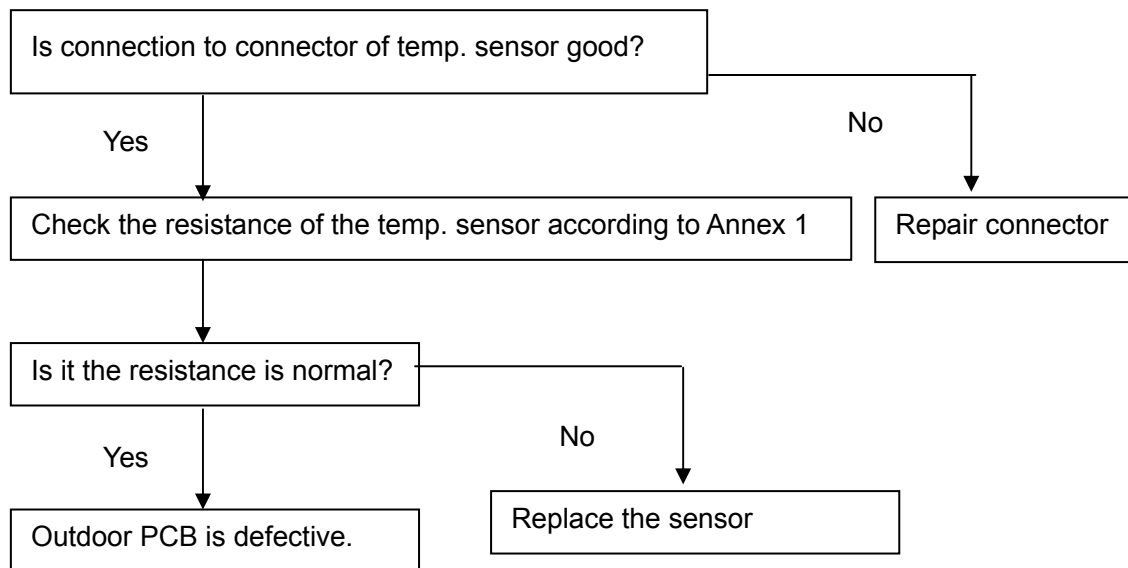 Is connection to connector of temp. sensor good?
Yes
No
Check the resistance of the temp. sensor according to Annex 1
Repair connector
Is it the resistance is normal?
Yes
No
Outdoor PCB is defective.
Replace the sensor